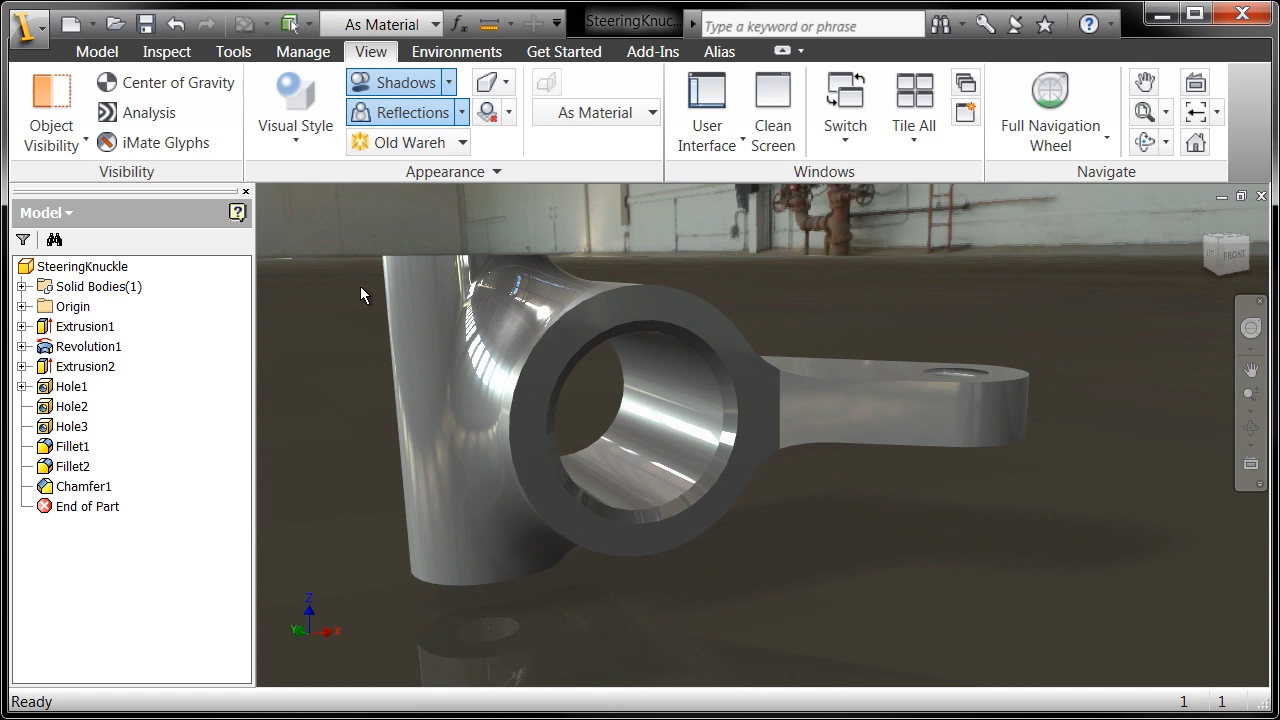 As Material
SteeringKnuc...
Type a keyword or phrase
Model Inspect Tools Manage View Environments Get Started Add-Ins Vault Alias
Object
Visibility
Center of Gravity
Analysis
iMate Glyphs
Visibility
Visual Style
Shadows
Reflections
Old Wareh
As Material
Appearance
User
Interface
Clean
Screen
Switch
Tile All
Windows
Full Navigation
Wheel
Navigate
Model
SteeringKnuckle
Solid Bodies(1)
Origin
Extrusion1
Revolution1
Extrusion2
Hole1
Hole2
Hole3
Fillet1
Fillet2
Chamfer1
End of Part
FRONT
Z
Y
X
Ready
1 1